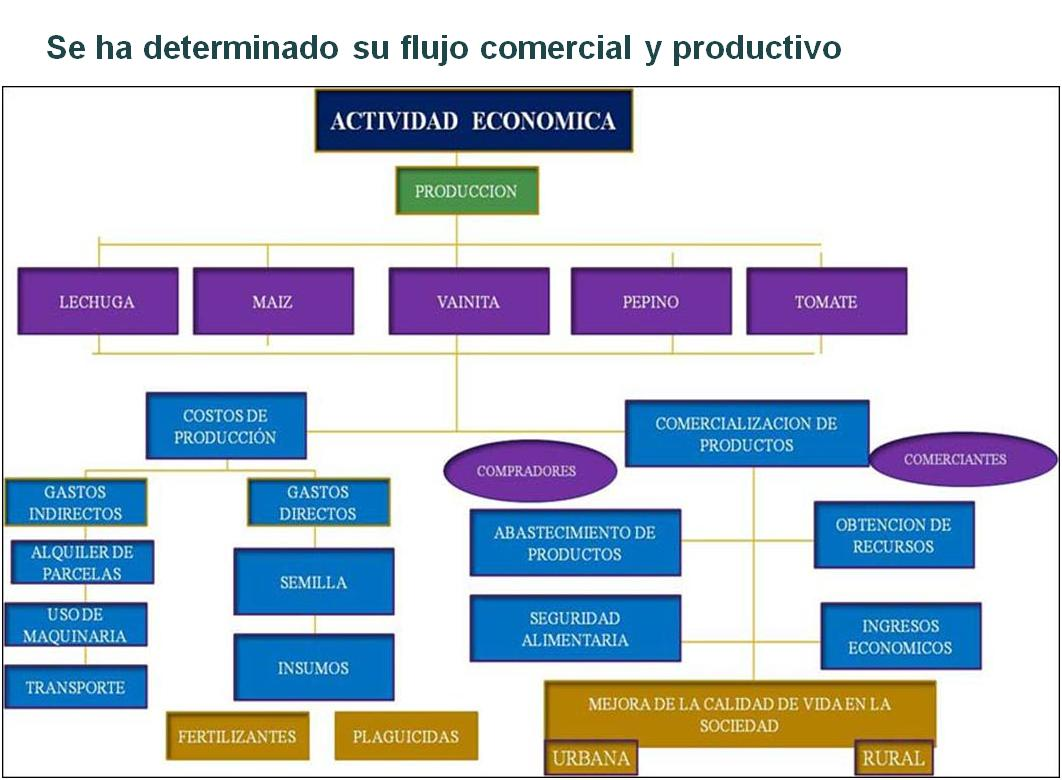 Se ha determinado su flujo comercial y productivo
ACTIVIDAD ECONOMICA
PRODUCCION
LECHUGA
MAIZ
VAINITA
PEPINO
TOMATE
COSTOS DE
PRODUCCIÓN
COMERCIALIZACION DE
PRODUCTOS
COMPRADORES
COMERCIANTES
GASTOS
INDIRECTOS
GASTOS
DIRECTOS
ALQUILER DE
PARCELAS
USO DE
MAQUINARIA
TRANSPORTE
SEMILLA
INSUMOS
FERTILIZANTES
PLAGUICIDAS
ABASTECIMIENTO DE
PRODUCTOS
OBTENCION DE
RECURSOS
SEGURIDAD
ALIMENTARIA
INGRESOS
ECONOMICOS
MEJORA DE LA CALIDAD DE VIDA EN LA
SOCIEDAD
URBANA
RURAL